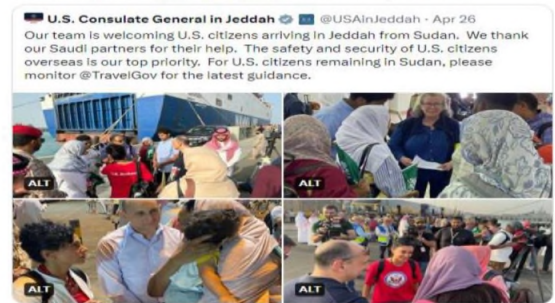 U.S. Consulate General in Jeddah @USAinJeddah · Apr 26
Our team is welcoming U.S. citizens arriving in Jeddah from Sudan. We thank
our Saudi partners for their help. The safety and security of U.S. citizens
overseas is our top priority. For U.S. citizens remaining in Sudan, please
monitor @TravelGov for the latest guidance.
ALT
ALT
ALT
ALT